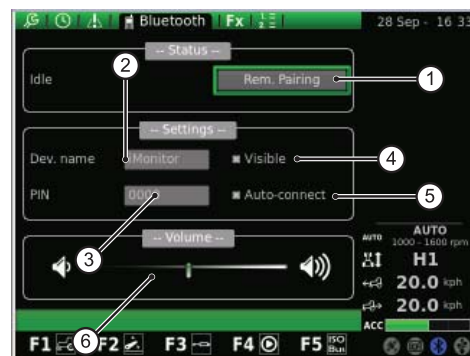 Bluetooth Fx 28 Sep - 16 33
-- Status --
Idle Rem. Pairing 1
2
-- Settings --
Dev. name Monitor Visible 4
PIN 0000 Auto-connect 5
3
-- Volume --
6
AUTO AUTO
1000 - 1600 rpm
H1
20.0 kph
20.0 kph
ACC
F1 F2 F3 F4 F5 ISO
Bus